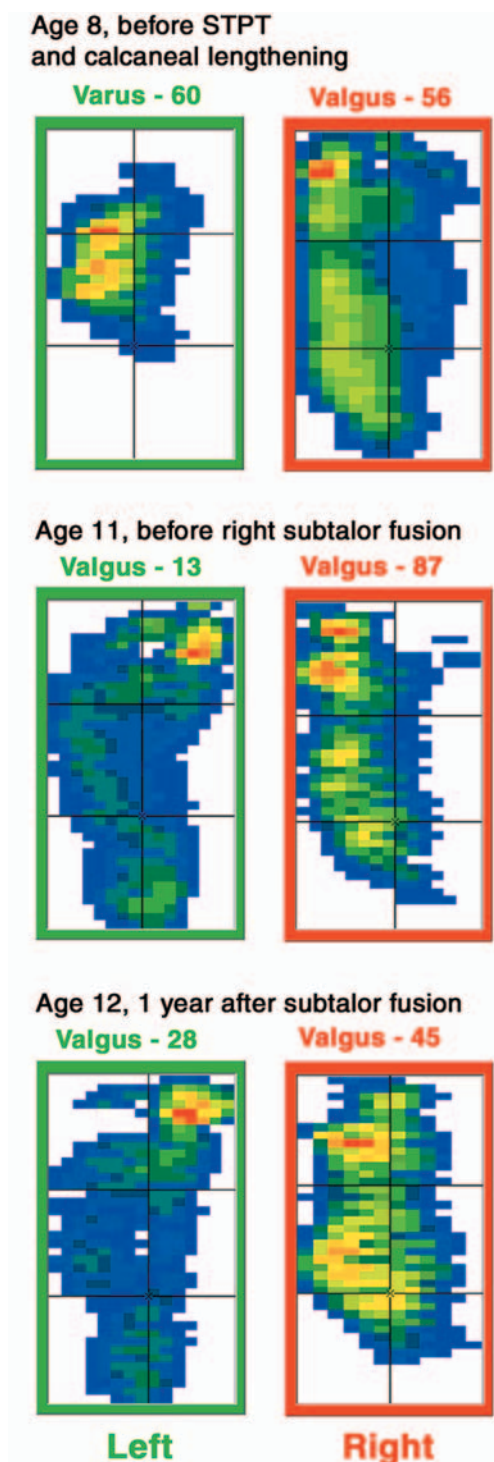 Age 8, before STPT
and calcaneal lengthening
Varus - 60 Valgus - 56
Age 11, before right subtalor fusion
Valgus - 13 Valgus - 87
Age 12, 1 year after subtalor fusion
Valgus - 28 Valgus - 45
Left Right